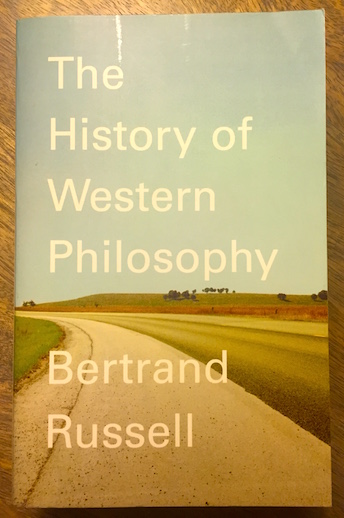 The
History of
Western
Philosophy
Bertrand
Russell